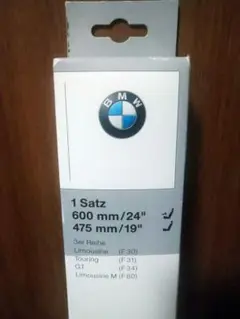 BMW
1 Satz
600 mm/24"
475 mm/19"
3er Reihe
Limousine (F 30)
Touring (F 31)
GT (F 34)
Limousine M (F 80)